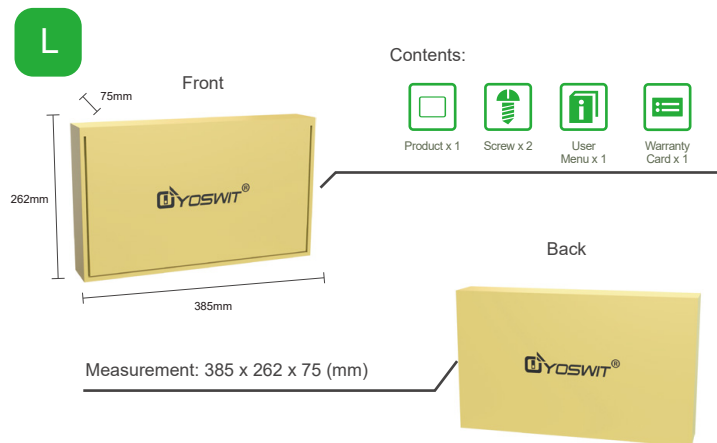 L
Contents:
Front
75mm
Product x 1
Screw x 2
User
Menu x 1
Warranty
Card x 1
262mm
YOSWIT®
385mm
Back
Measurement: 385 x 262 x 75 (mm)
YOSWIT®